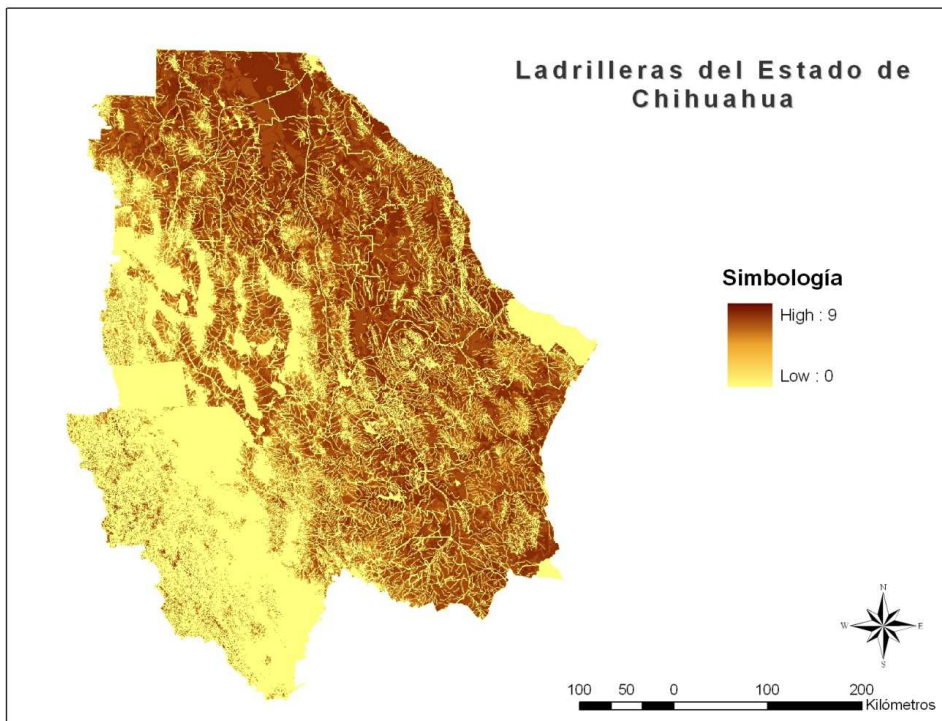 Ladrilleras del Estado de
Chihuahua
Simbología
High : 9
Low : 0
N
W E
S
100 50 0 100 200
Kilómetros